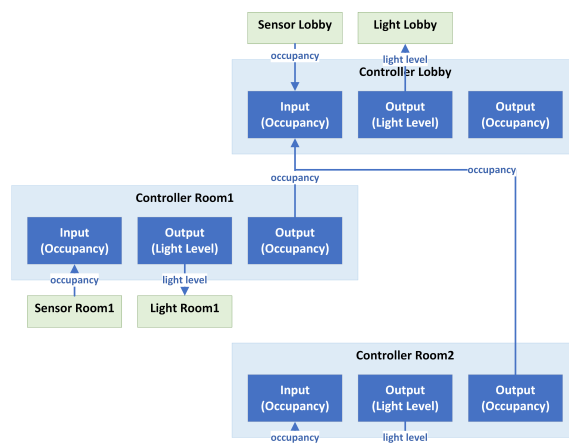 Sensor Lobby
Light Lobby
occupancy
light level
Controller Lobby
Input
(Occupancy)
Output
(Light Level)
Output
(Occupancy)
occupancy
occupancy
Controller Room1
Input
(Occupancy)
Output
(Light Level)
Output
(Occupancy)
occupancy
light level
Sensor Room1
Light Room1
Controller Room2
Input
(Occupancy)
Output
(Light Level)
Output
(Occupancy)
occupancy
light level